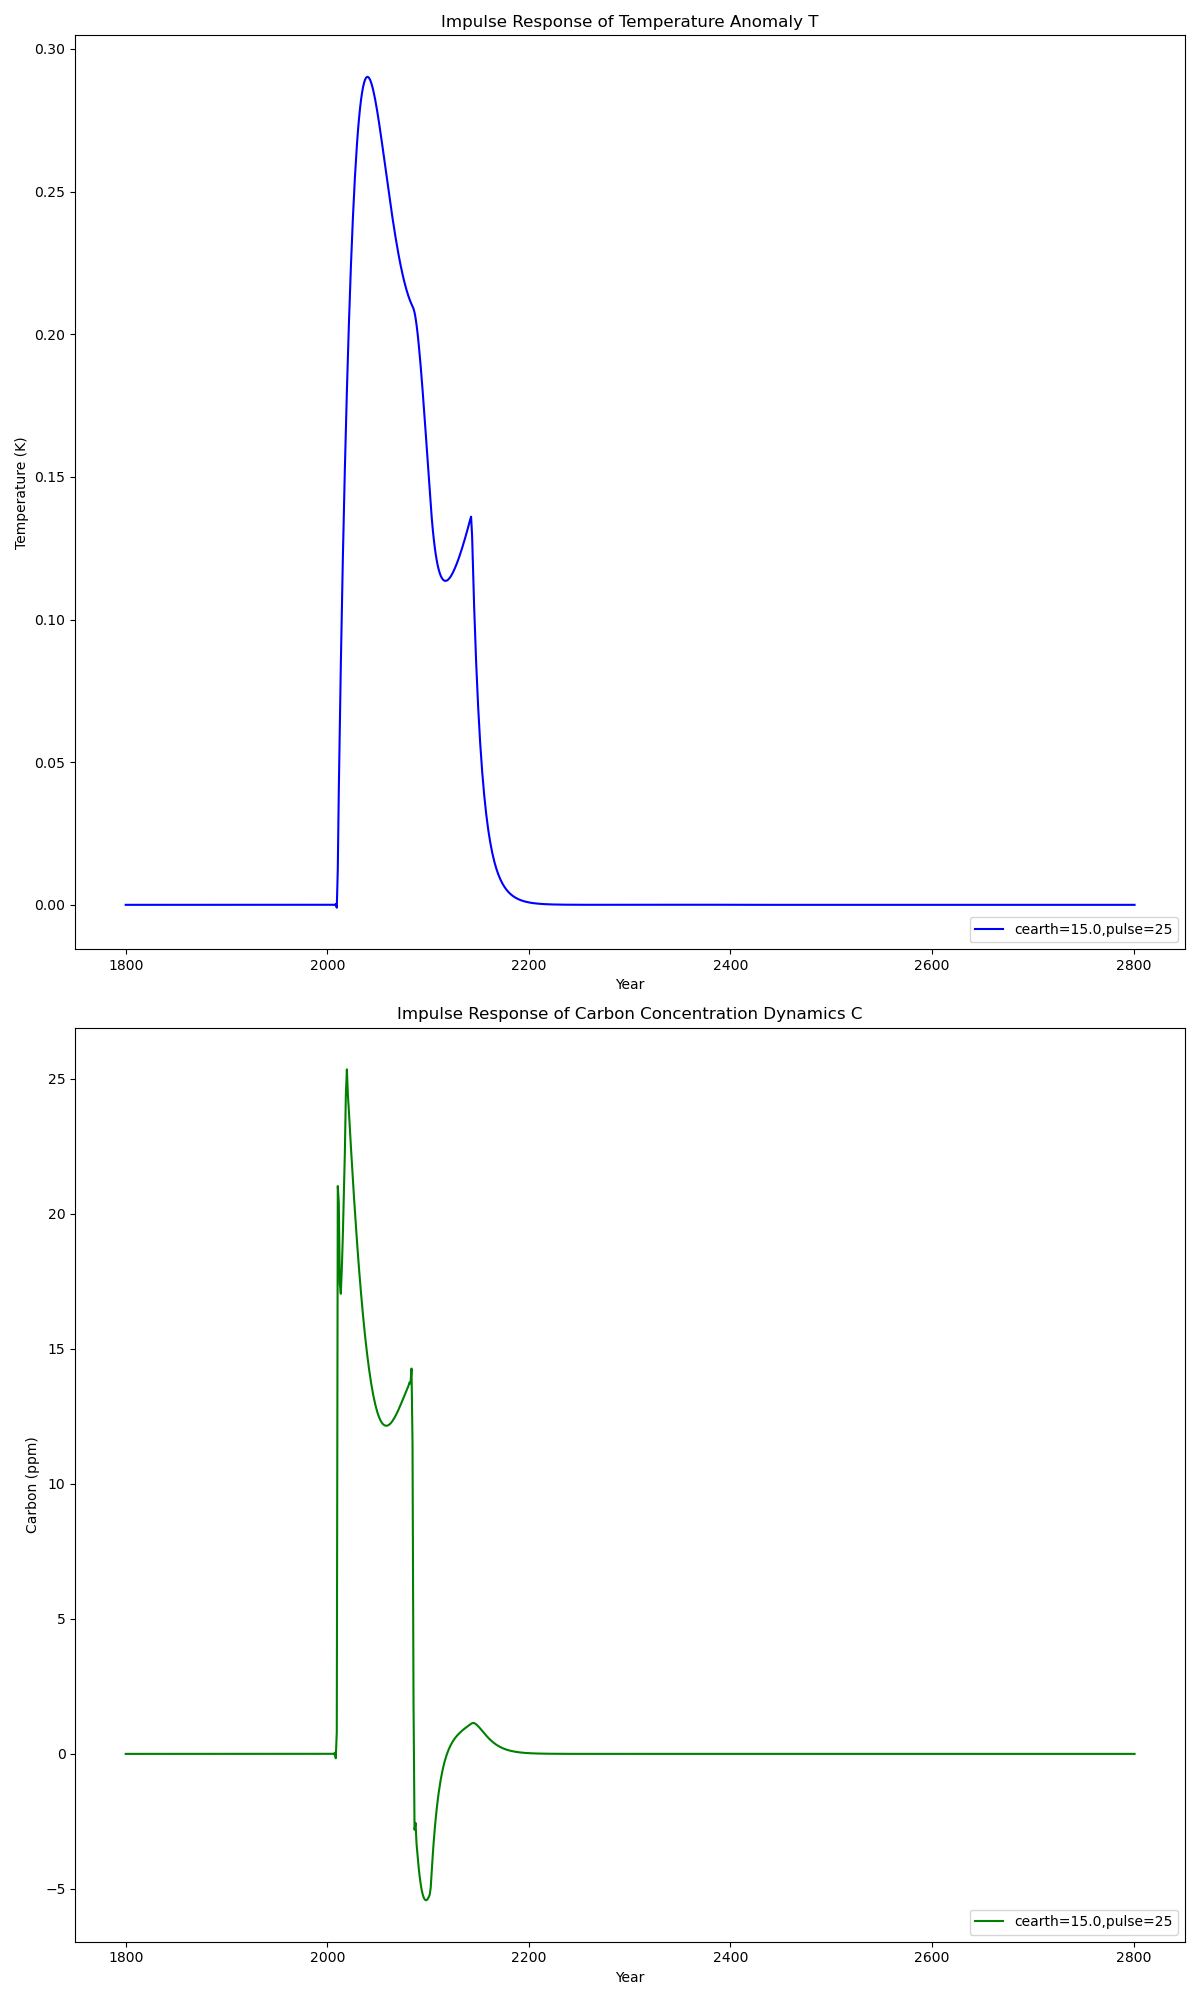 Impulse Response of Temperature Anomaly T
0.30
0.25
0.20
0.15
0.10
0.05
0.00
Temperature (K)
cearth=15.0,pulse=25
1800 2000 2200 2400 2600 2800
Year
Impulse Response of Carbon Concentration Dynamics C
25
20
15
10
5
0
−5
Carbon (ppm)
cearth=15.0,pulse=25
1800 2000 2200 2400 2600 2800
Year